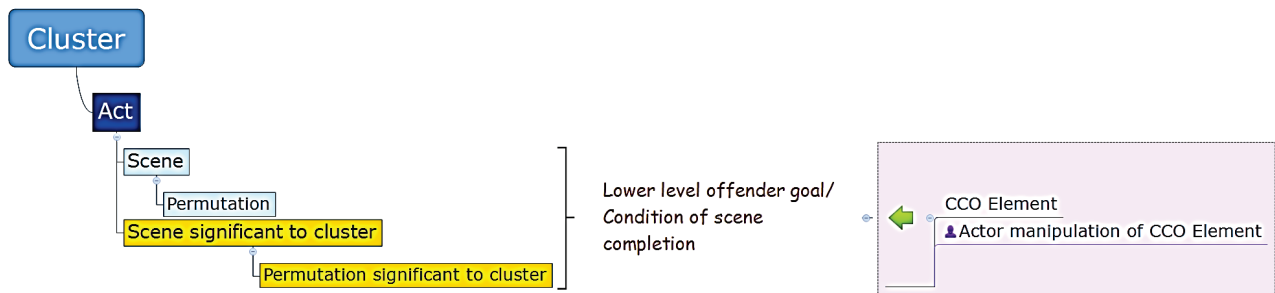 Cluster
Act
Scene
Permutation
Scene significant to cluster
Permutation significant to cluster
Lower level offender goal/
Condition of scene
completion
CCO Element
Actor manipulation of CCO Element